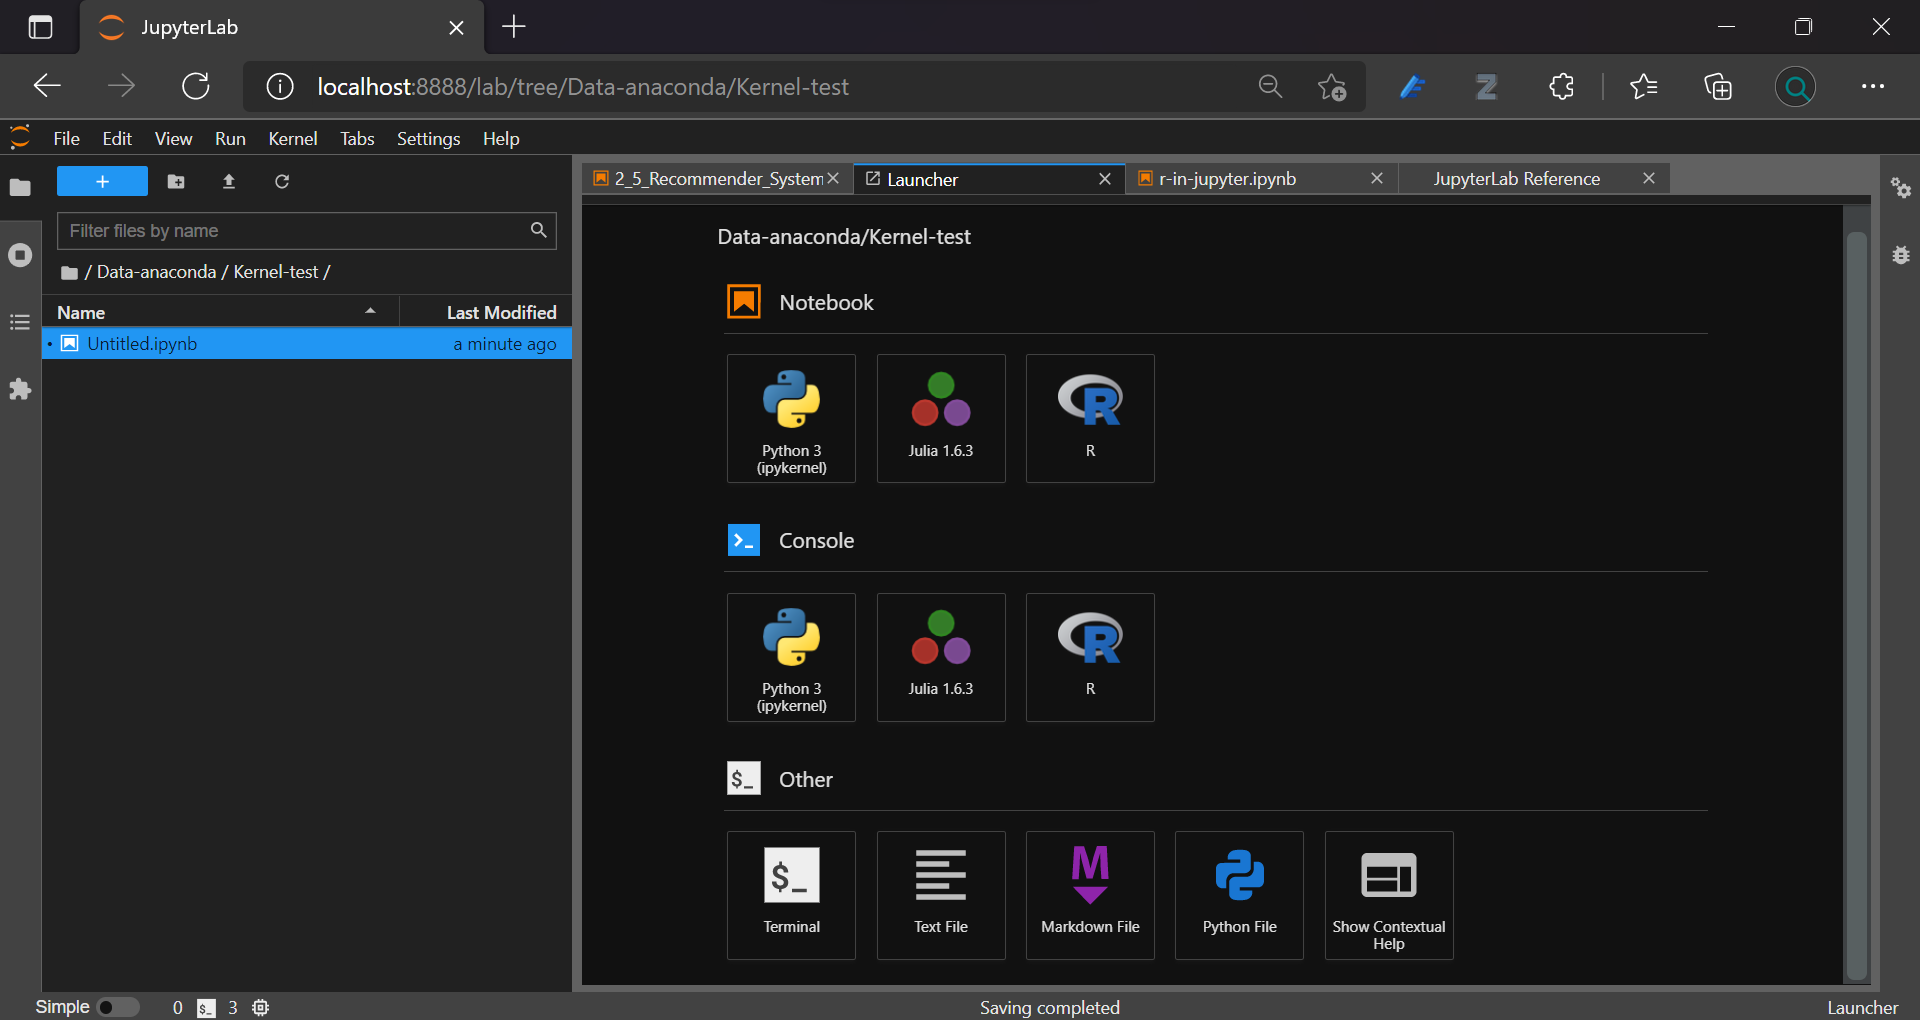 JupyterLab
localhost:8888/lab/tree/Data-anaconda/Kernel-test
File Edit View Run Kernel Tabs Settings Help
+
2_5_Recommender_System
Launcher
r-in-jupyter.ipynb
JupyterLab Reference
Filter files by name
/ Data-anaconda / Kernel-test /
Name Last Modified
Untitled.ipynb a minute ago
Data-anaconda/Kernel-test
Notebook
Python 3
(ipykernel)
Julia 1.6.3
R
Console
Python 3
(ipykernel)
Julia 1.6.3
R
$_ Other
$_
Terminal
Text File
M
Markdown File
Python File
Show Contextual
Help
Simple 0 $_ 3 Saving completed Launcher